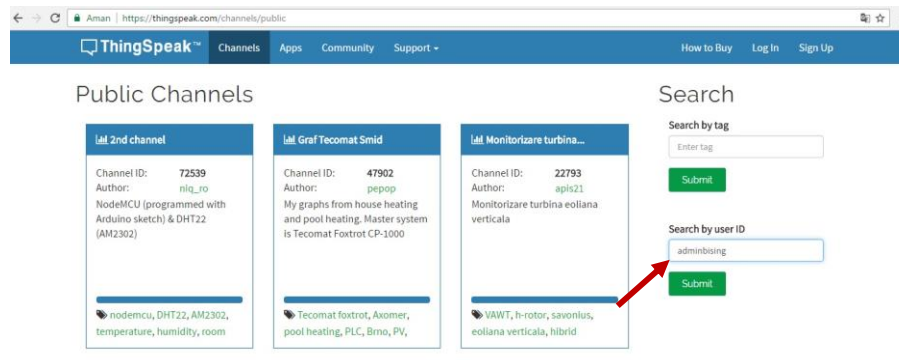 Aman | https://thingspeak.com/channels/public
ThingSpeak™ Channels Apps Community Support How to Buy Log In Sign Up
Public Channels
2nd channel
Channel ID: 72539
Author: niq_ro
NodeMCU (programmed with
Arduino sketch) & DHT22
(AM2302)
nodemcu, DHT22, AM2302,
temperature, humidity, room
Graf Tecomat Smid
Channel ID: 47902
Author: pepop
My graphs from house heating
and pool heating. Master system
is Tecomat Foxtrot CP-1000
Tecomat foxtrot, Axomer,
pool heating, PLC, Brno, PV,
Monitorizare turbina...
Channel ID: 22793
Author: apis21
Monitorizare turbina eoliana
verticala
VAWT, h-rotor, savonius,
eoliana verticala, hibrid
Search
Search by tag
Enter tag
Submit
Search by user ID
adminbising
Submit